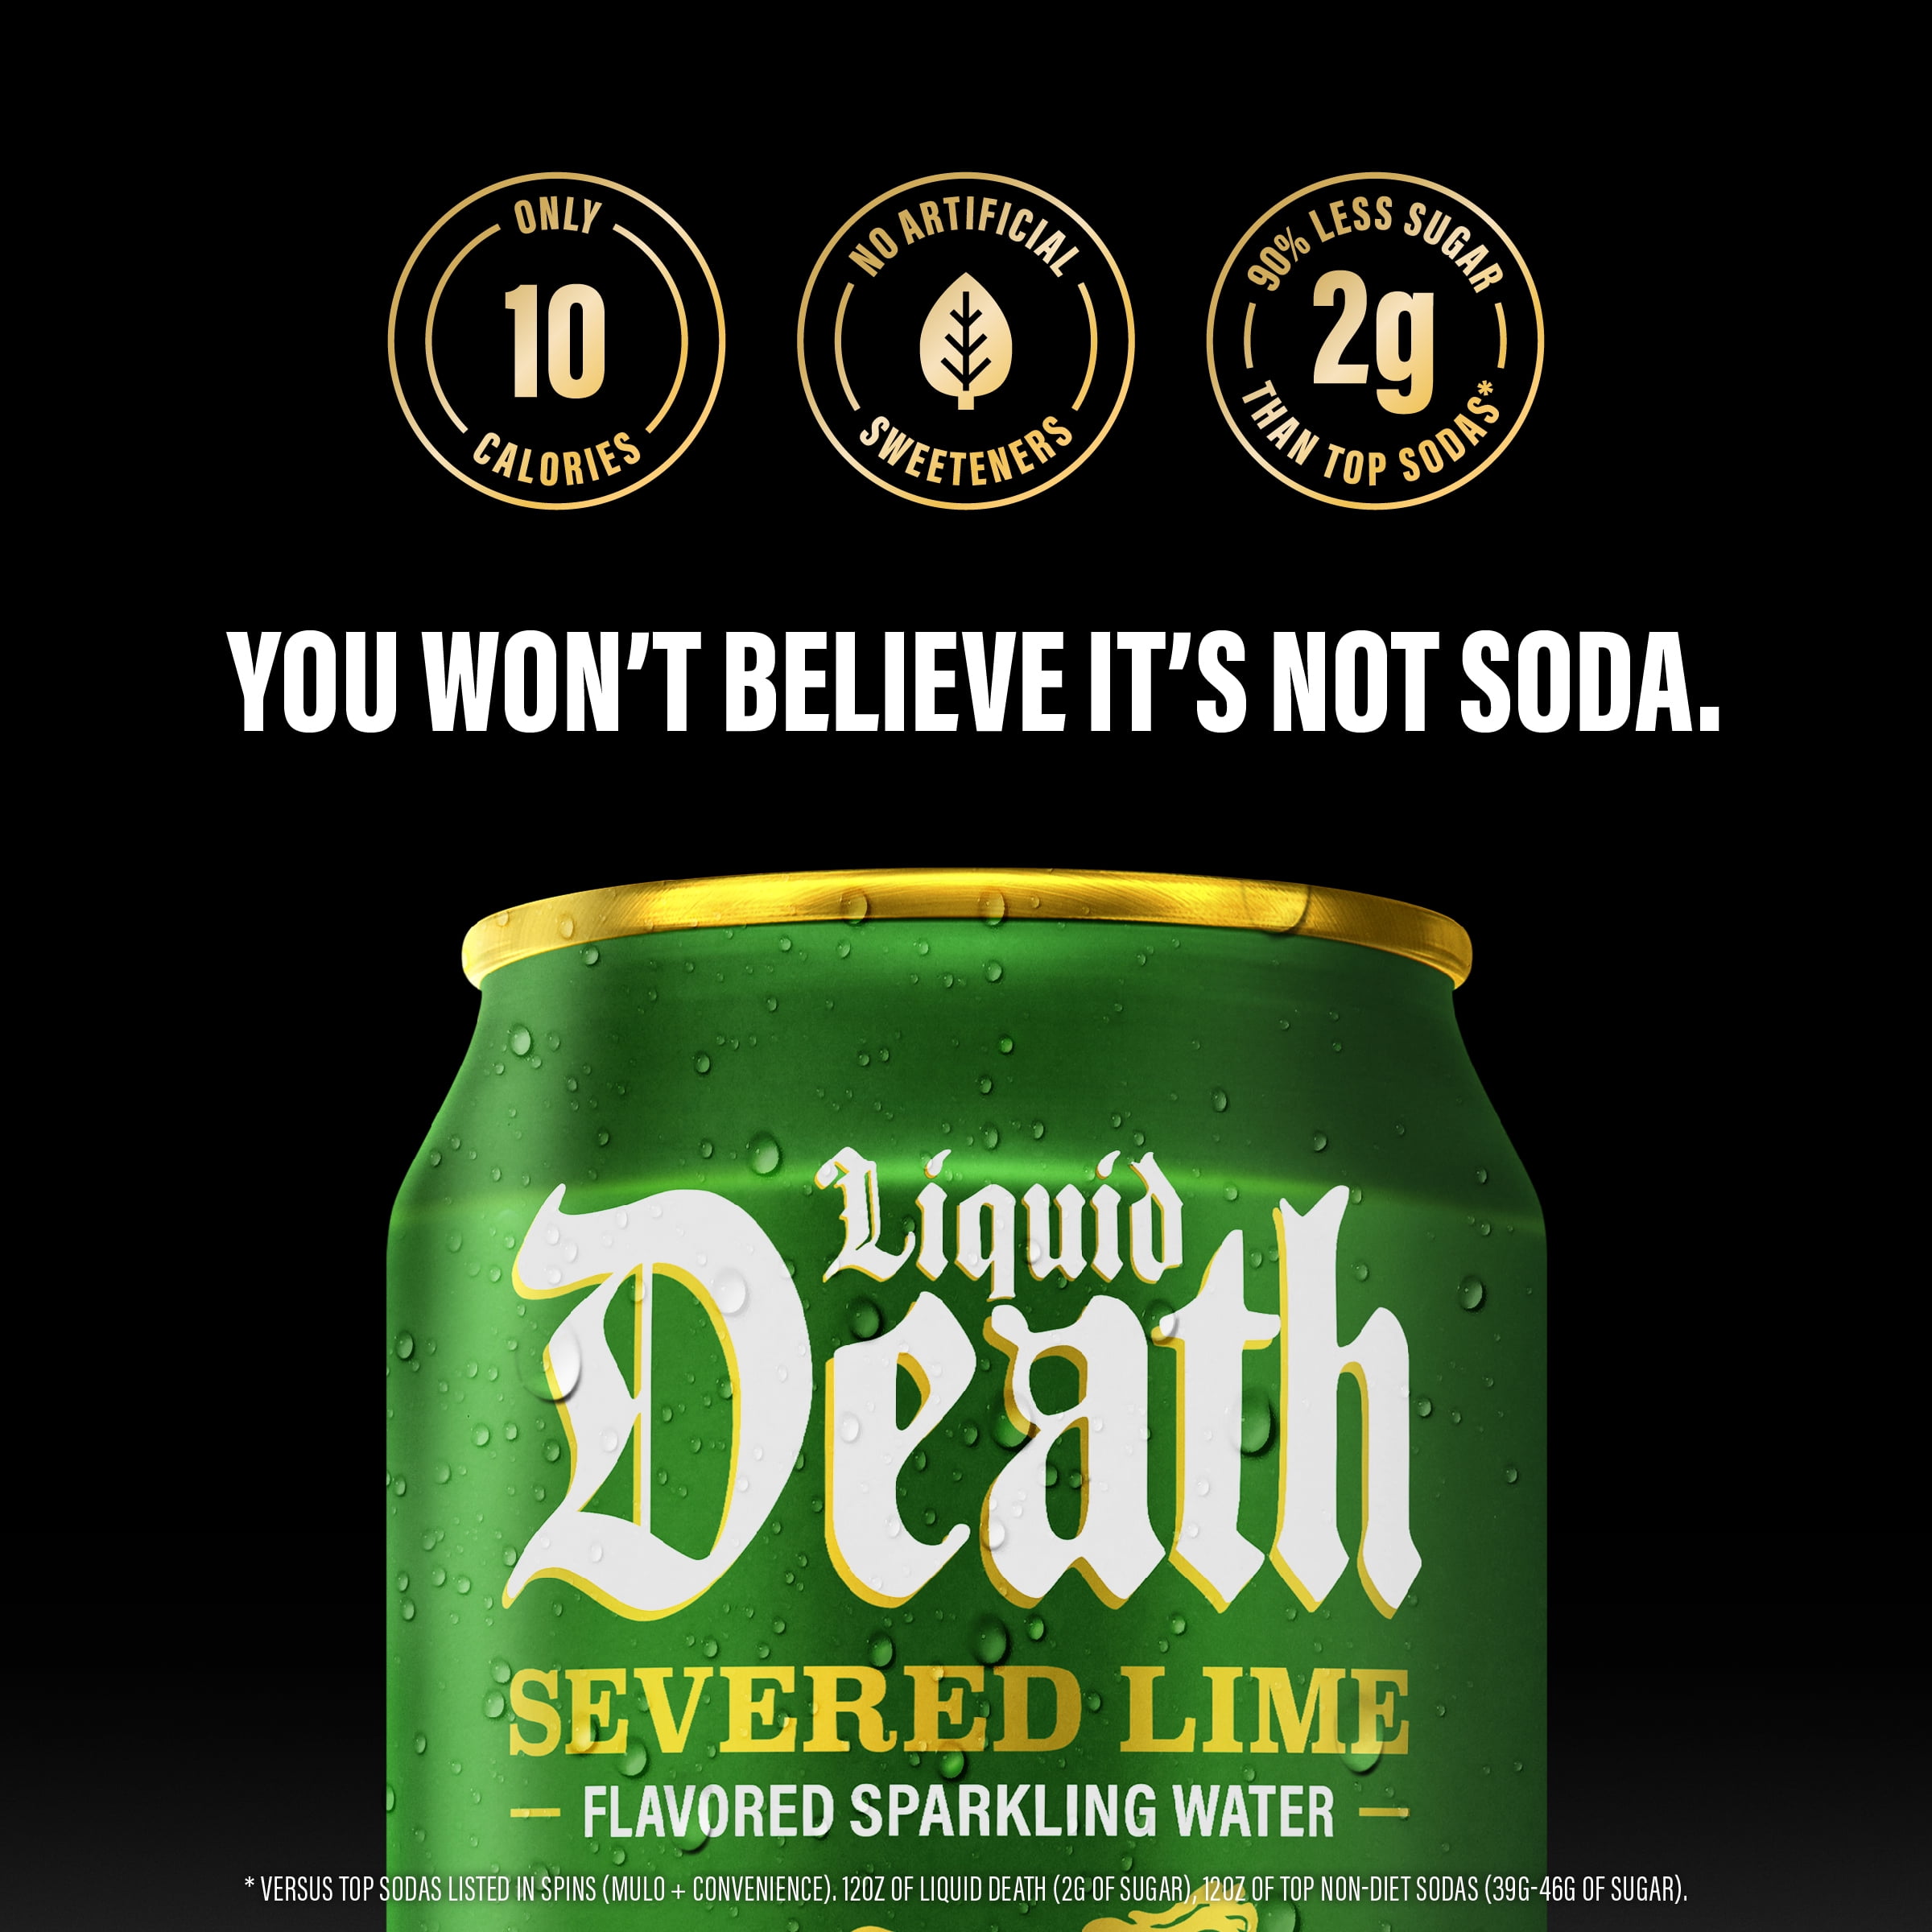 ONLY
10
CALORIES
NO ARTIFICIAL
SWEETENERS
90% LESS SUGAR
2g
THAN TOP SODAS*
YOU WON’T BELIEVE IT’S NOT SODA.
Liquid
Death
SEVERED LIME
FLAVORED SPARKLING WATER
* VERSUS TOP SODAS LISTED IN SPINS (MULO + CONVENIENCE). 12OZ OF LIQUID DEATH (2G OF SUGAR), 12OZ OF TOP NON-DIET SODAS (39G-46G OF SUGAR).